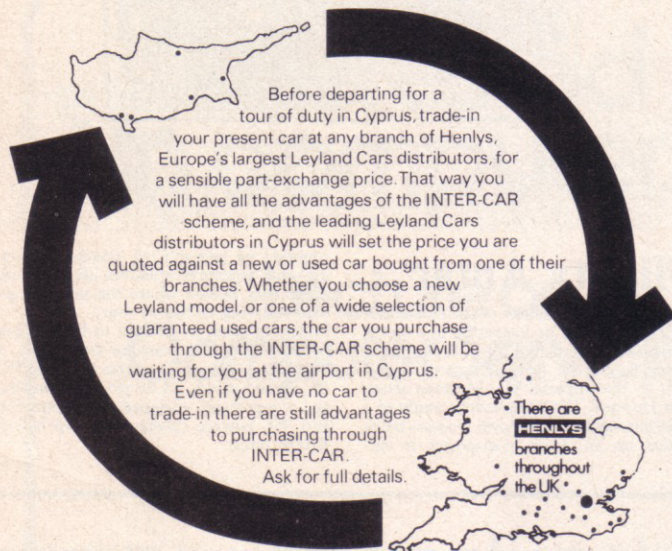 Before departing for a
tour of duty in Cyprus, trade-in
your present car at any branch of Henlys,
Europe's largest Leyland Cars distributors, for
a sensible part-exchange price. That way you
will have all the advantages of the INTER-CAR
scheme, and the leading Leyland Cars
distributors in Cyprus will set the price you are
quoted against a new or used car bought from one of their
branches. Whether you choose a new
Leyland model, or one of a wide selection of
guaranteed used cars, the car you purchase
through the INTER-CAR scheme will be
waiting for you at the airport in Cyprus.
Even if you have no car to
trade-in there are still advantages
to purchasing through
INTER-CAR.
Ask for full details.
There are
HENLYS
branches
throughout
the UK